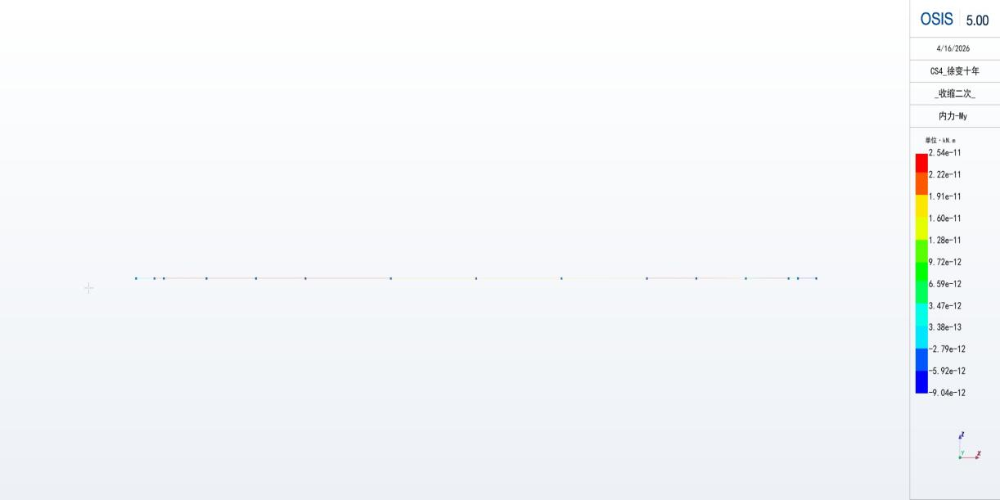 OSIS 5.00
4/16/2026
CS4_徐变十年
_收缩二次_
内力-My
单位・kN.m
2.54e-11
2.22e-11
1.91e-11
1.60e-11
1.28e-11
9.72e-12
6.59e-12
3.47e-12
3.38e-13
-2.79e-12
-5.92e-12
-9.04e-12
Z
Y X